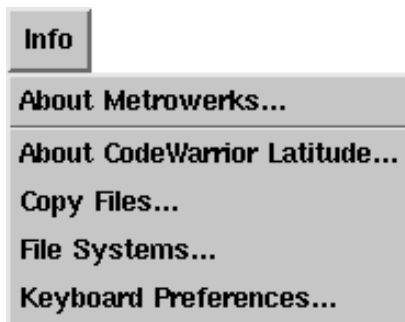 Info
About Metrowerks...
About CodeWarrior Latitude...
Copy Files...
File Systems...
Keyboard Preferences...